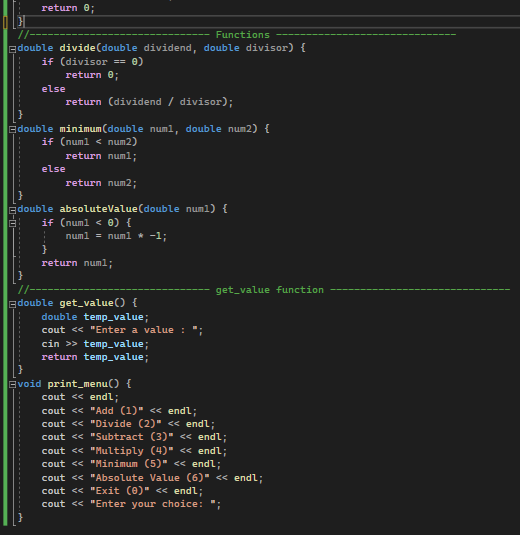 return 0;
}
//------------------------------ Functions ------------------------------
double divide(double dividend, double divisor) {
if (divisor == 0)
return 0;
else
return (dividend / divisor);
}
double minimum(double num1, double num2) {
if (num1 < num2)
return num1;
else
return num2;
}
double absoluteValue(double num1) {
if (num1 < 0) {
num1 = num1 * -1;
}
return num1;
}
//------------------------------ get_value function ------------------------------
double get_value() {
double temp_value;
cout << "Enter a value : ";
cin >> temp_value;
return temp_value;
}
void print_menu() {
cout << endl;
cout << "Add (1)" << endl;
cout << "Divide (2)" << endl;
cout << "Subtract (3)" << endl;
cout << "Multiply (4)" << endl;
cout << "Minimum (5)" << endl;
cout << "Absolute Value (6)" << endl;
cout << "Exit (0)" << endl;
cout << "Enter your choice: ";
}